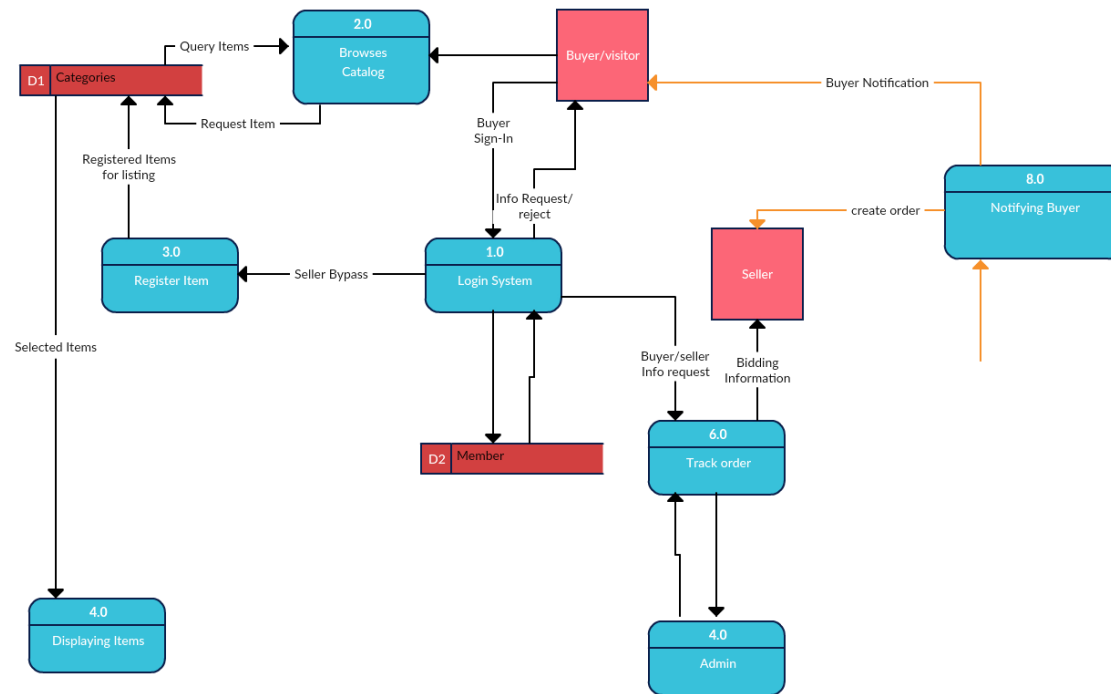 2.0
Browses
Catalog
Query Items
Buyer/visitor
D1
Categories
Buyer Notification
Request Item
Buyer
Sign-In
Registered Items
for listing
8.0
Notifying Buyer
Info Request/
reject
create order
3.0
Register Item
Seller Bypass
1.0
Login System
Seller
Selected Items
Buyer/seller
Info request
Bidding
Information
6.0
Track order
D2
Member
4.0
Displaying Items
4.0
Admin